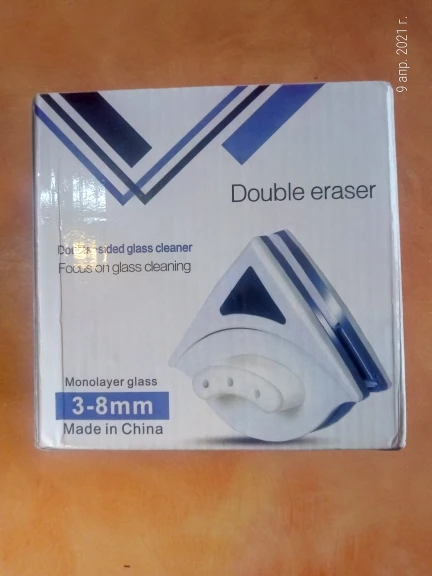 9 апр. 2021 г.
Double eraser
Double-sided glass cleaner
Focus on glass cleaning
Monolayer glass
3-8mm
Made in China